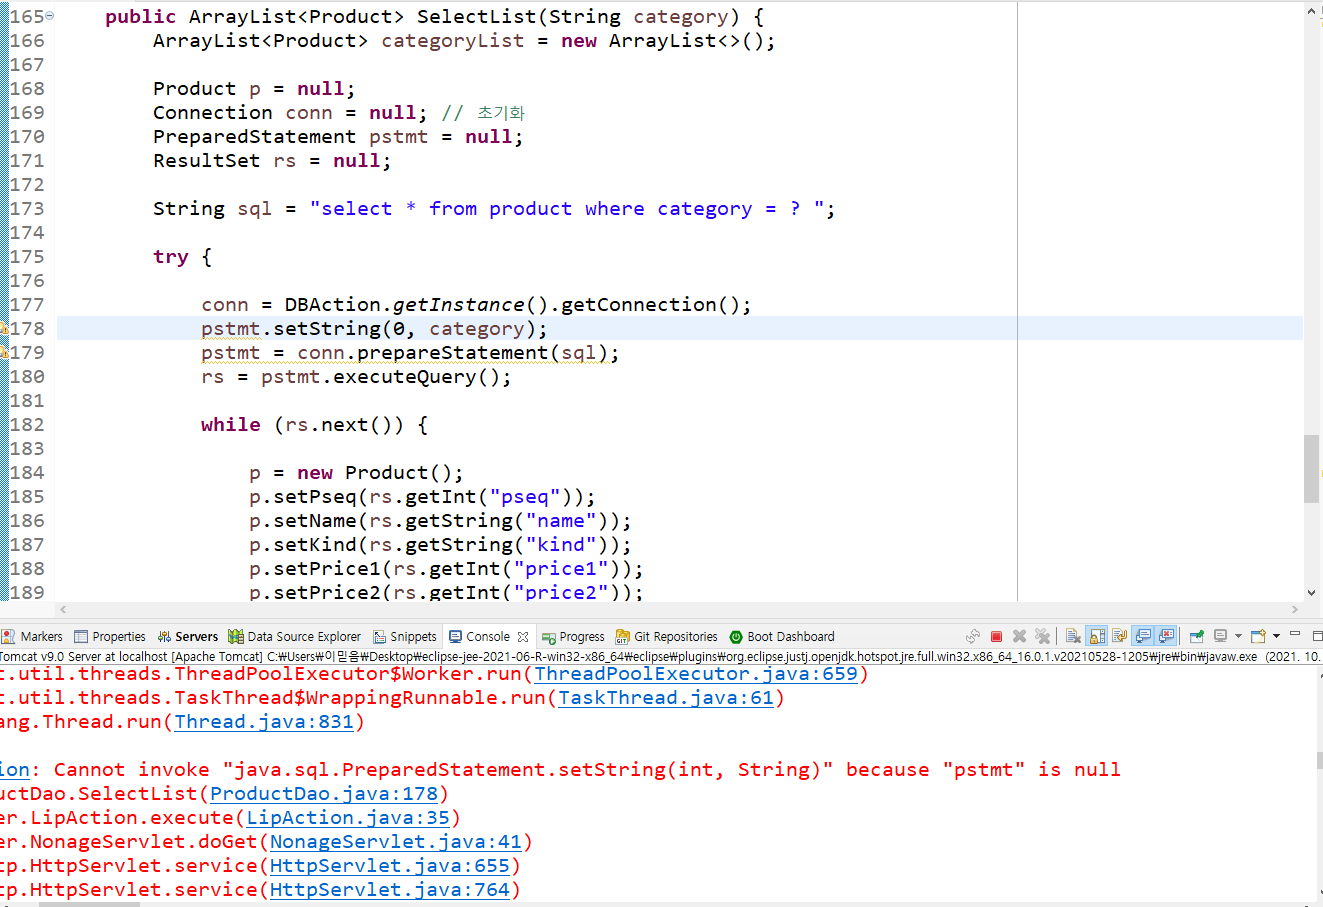 165 public ArrayList<Product> SelectList(String category) {
166 ArrayList<Product> categoryList = new ArrayList<>();
167
168 Product p = null;
169 Connection conn = null; // 초기화
170 PreparedStatement pstmt = null;
171 ResultSet rs = null;
172
173 String sql = "select * from product where category = ? ";
174
175 try {
176
177 conn = DBAction.getInstance().getConnection();
178 pstmt.setString(0, category);
179 pstmt = conn.prepareStatement(sql);
180 rs = pstmt.executeQuery();
181
182 while (rs.next()) {
183
184 p = new Product();
185 p.setPseq(rs.getInt("pseq"));
186 p.setName(rs.getString("name"));
187 p.setKind(rs.getString("kind"));
188 p.setPrice1(rs.getInt("price1"));
189 p.setPrice2(rs.getInt("price2"));
Markers Properties Servers Data Source Explorer Snippets Console Progress Git Repositories Boot Dashboard
Tomcat v9.0 Server at localhost [Apache Tomcat] C:₩Users₩이믿음₩Desktop₩eclipse-jee-2021-06-R-win32-x86_64₩eclipse₩plugins₩org.eclipse.justj.openjdk.hotspot.jre.full.win32.x86_64_16.0.1.v20210528-1205₩jre₩bin₩javaw.exe (2021. 10.
t.util.threads.ThreadPoolExecutor$Worker.run(ThreadPoolExecutor.java:659)
t.util.threads.TaskThread$WrappingRunnable.run(TaskThread.java:61)
ang.Thread.run(Thread.java:831)
ion: Cannot invoke "java.sql.PreparedStatement.setString(int, String)" because "pstmt" is null
uctDao.SelectList(ProductDao.java:178)
er.LipAction.execute(LipAction.java:35)
er.NonageServlet.doGet(NonageServlet.java:41)
tp.HttpServlet.service(HttpServlet.java:655)
tp.HttpServlet.service(HttpServlet.java:764)